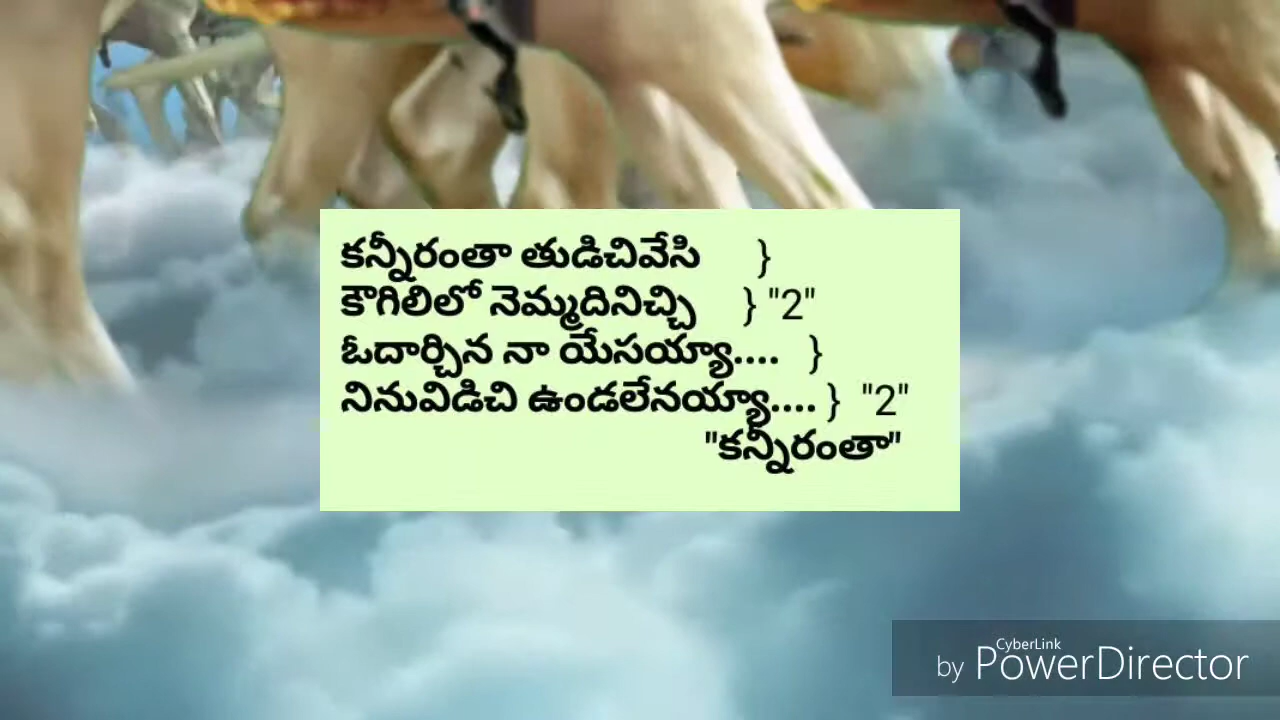 కన్నీరంతా తుడిచివేసి }
కౌగిలిలో నెమ్మదినిచ్చి } "2"
ఓదార్చిన నా యేసయ్యా.... }
నినువిడిచి ఉండలేనయ్యా.... } "2"
"కన్నీరంతా"
CyberLink
by PowerDirector